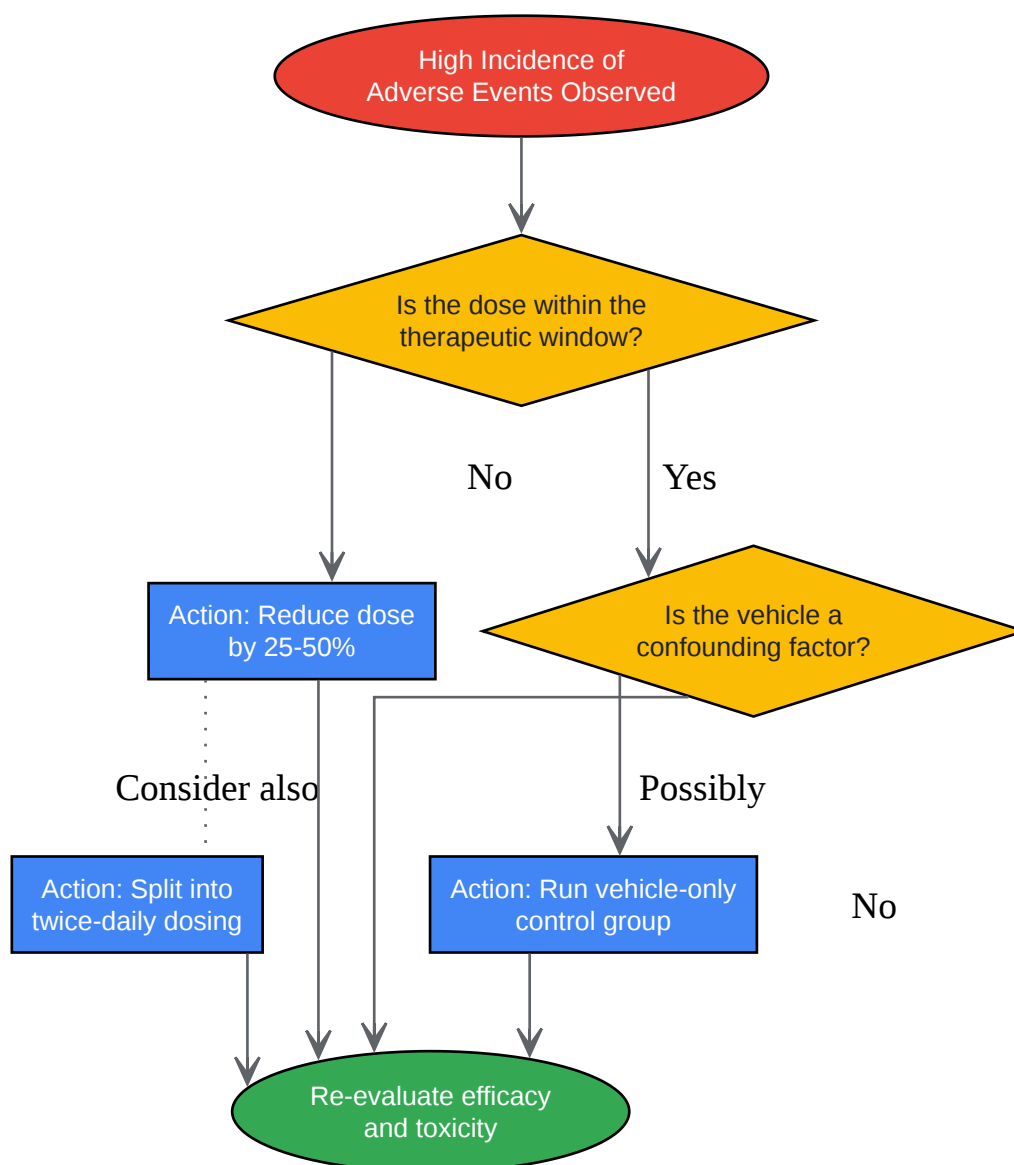 High Incidence of
Adverse Events Observed
Is the dose within the
therapeutic window?
No
Yes
Action: Reduce dose
by 25-50%
Is the vehicle a
confounding factor?
Consider also
Possibly
Action: Split into
twice-daily dosing
Action: Run vehicle-only
control group
No
Re-evaluate efficacy
and toxicity